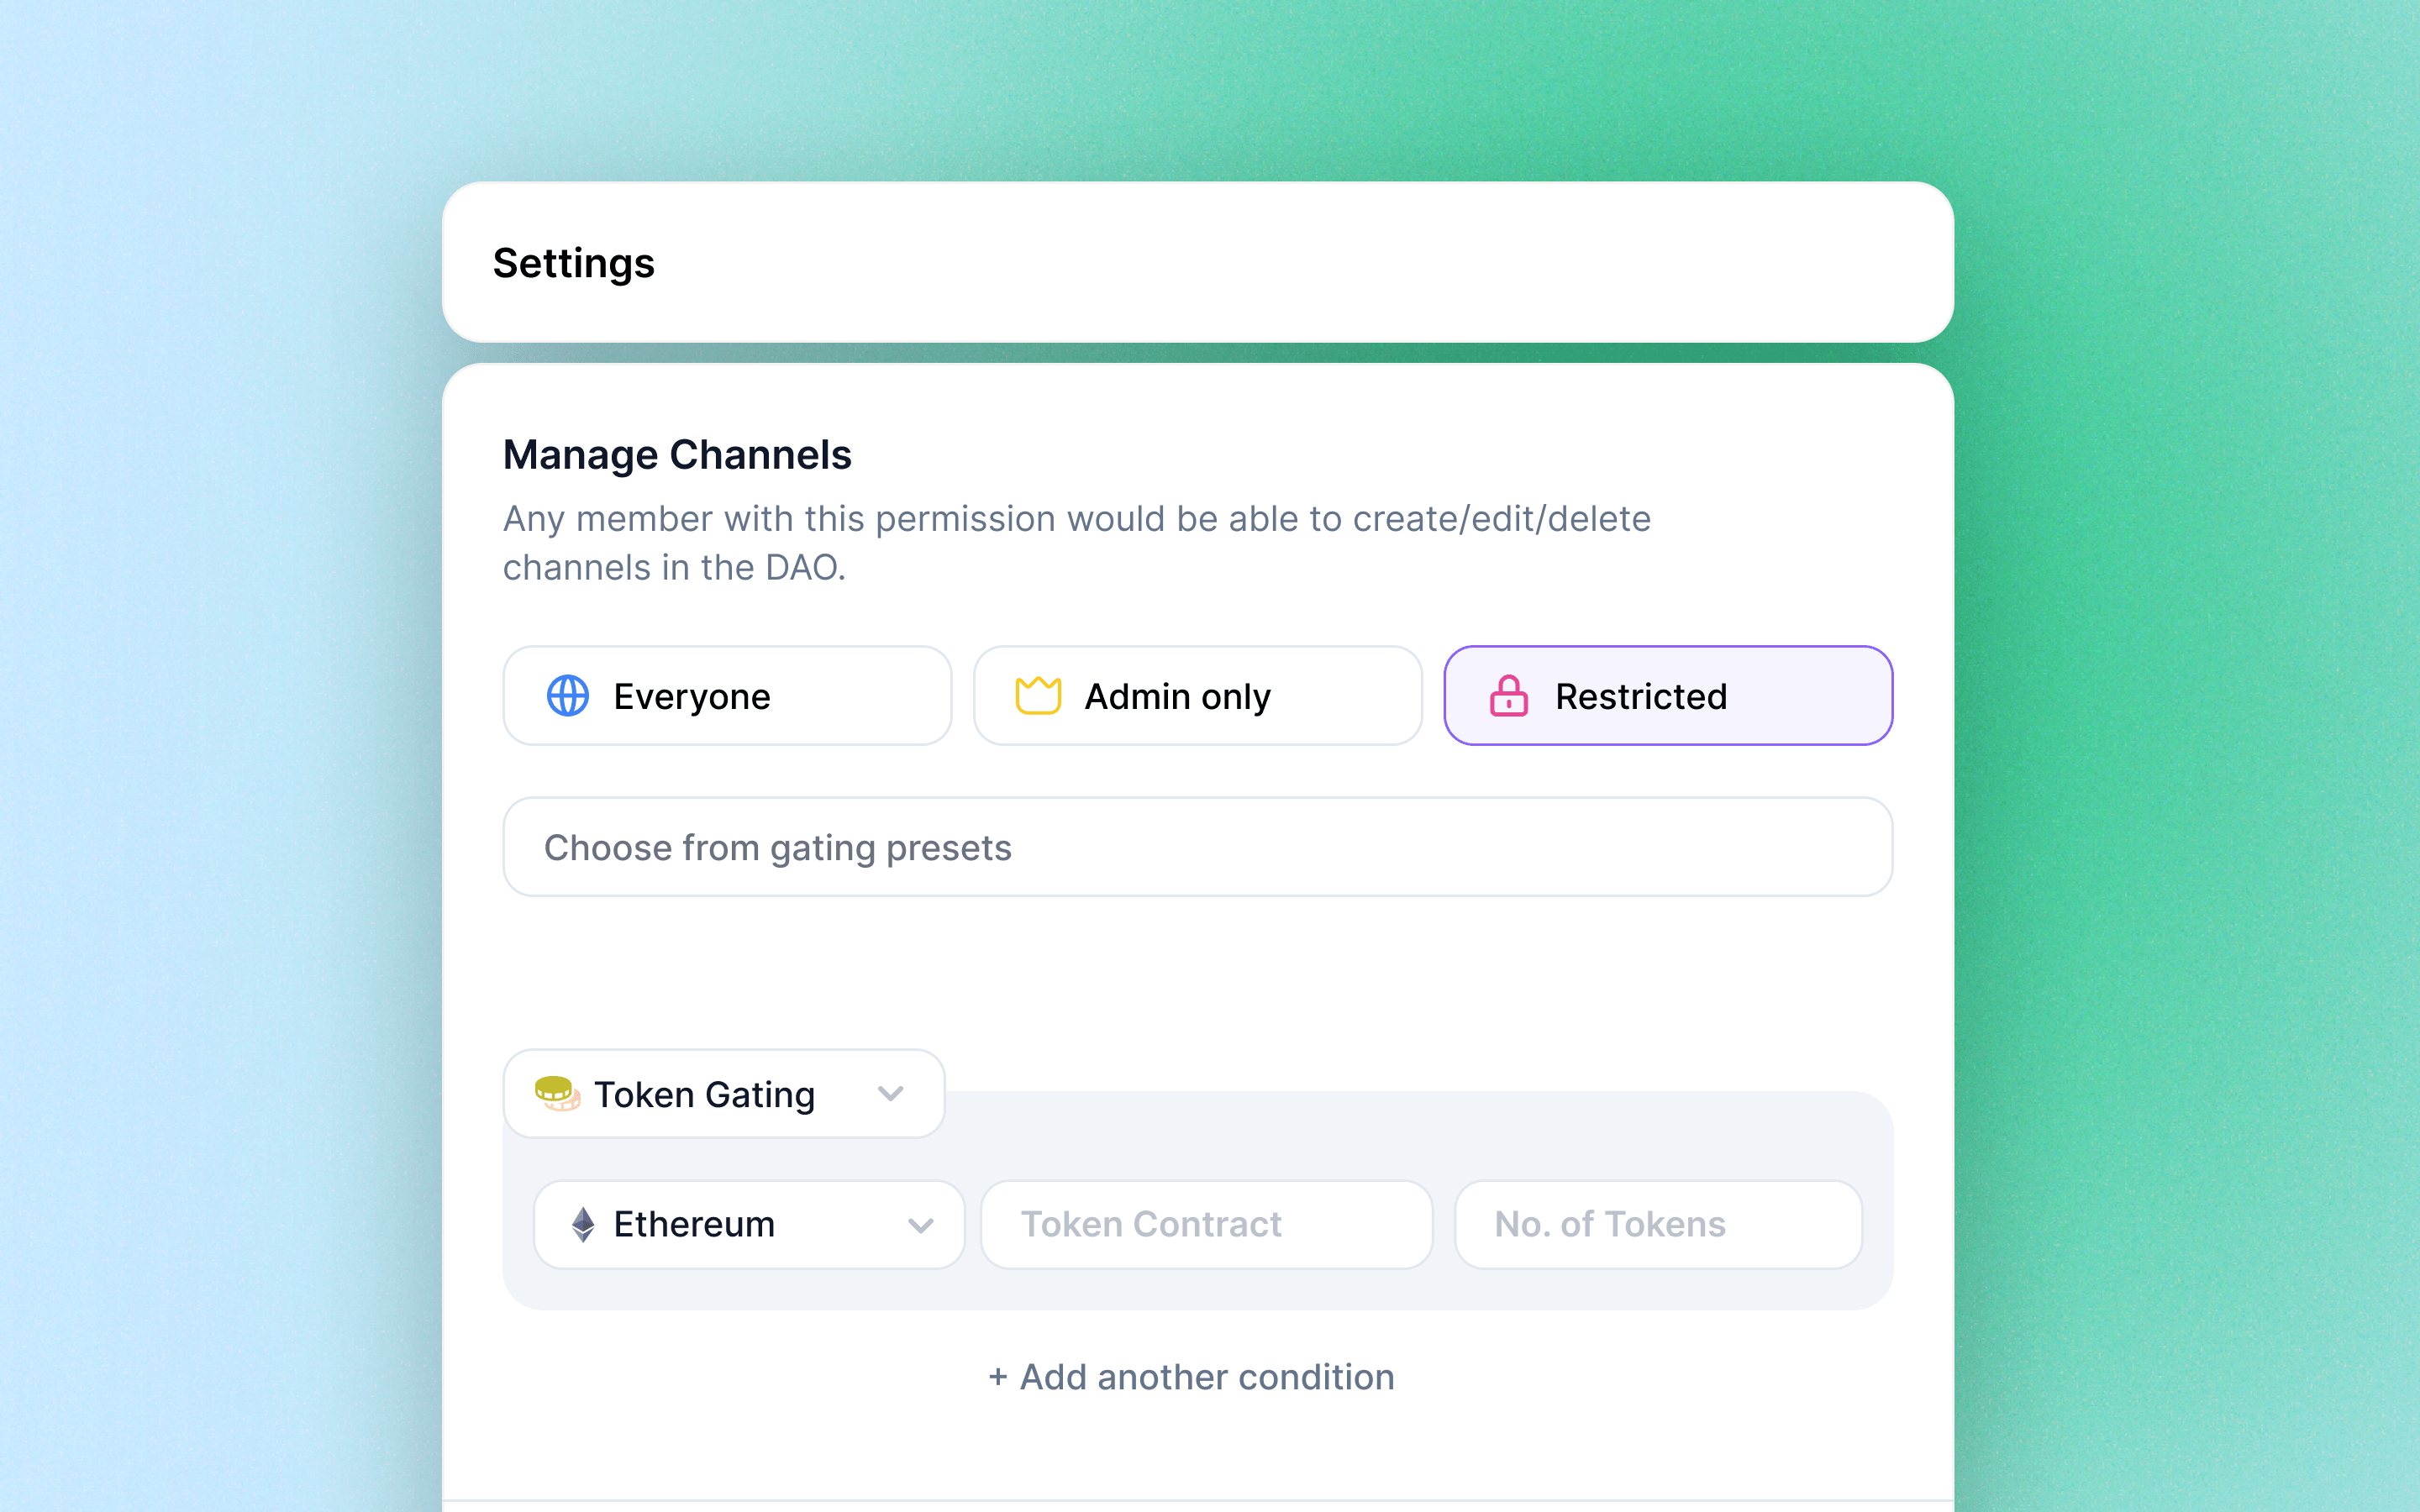 Settings
Manage Channels
Any member with this permission would be able to create/edit/delete
channels in the DAO.
Everyone
Admin only
Restricted
Choose from gating presets
Token Gating
Ethereum
Token Contract
No. of Tokens
+ Add another condition